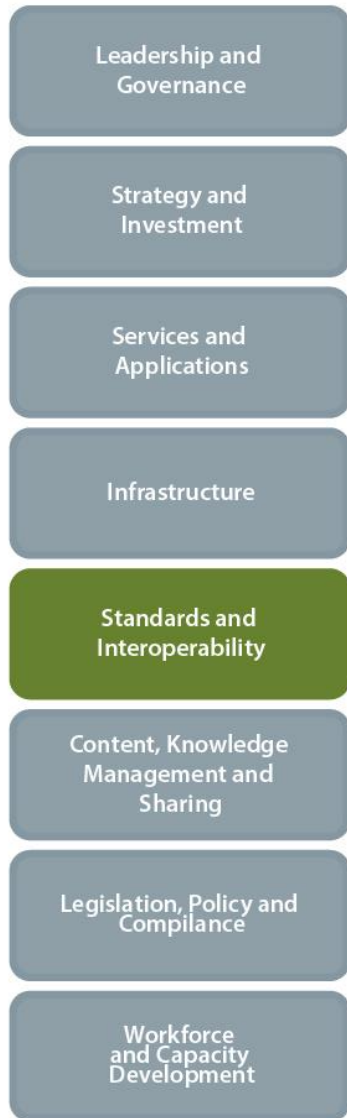 Leadership and
Governance
Strategy and
Investment
Services and
Applications
Infrastructure
Standards and
Interoperability
Content, Knowledge
Management and
Sharing
Legislation, Policy and
Compilance
Workforce
and Capacity
Development